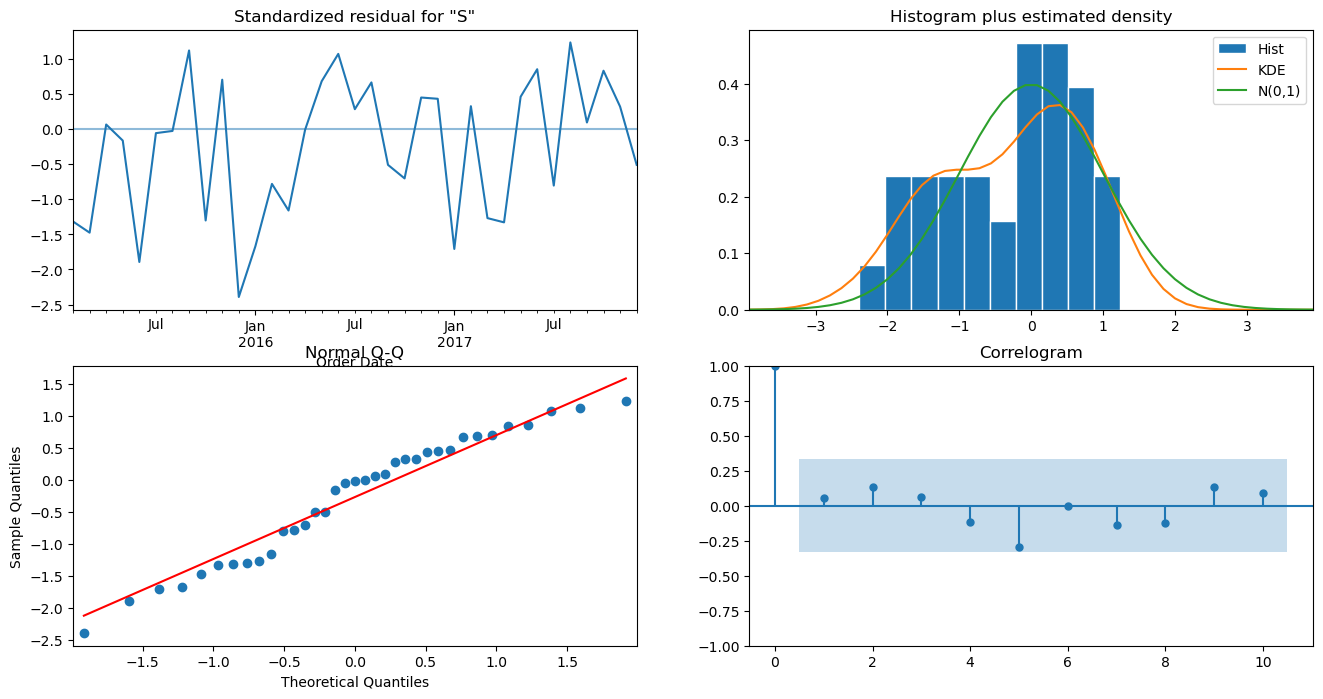 Standardized residual for "S"
1.0
0.5
0.0
−0.5
−1.0
−1.5
−2.0
−2.5
Jul
Jan
2016
Jul
Jan
2017
Jul
Order Date
Histogram plus estimated density
Hist
KDE
N(0,1)
0.4
0.3
0.2
0.1
0.0
−3 −2 −1 0 1 2 3
Normal Q-Q
Sample Quantiles
1.5
1.0
0.5
0.0
−0.5
−1.0
−1.5
−2.0
−2.5
−1.5 −1.0 −0.5 0.0 0.5 1.0 1.5
Theoretical Quantiles
Correlogram
1.00
0.75
0.50
0.25
0.00
−0.25
−0.50
−0.75
−1.00
0 2 4 6 8 10